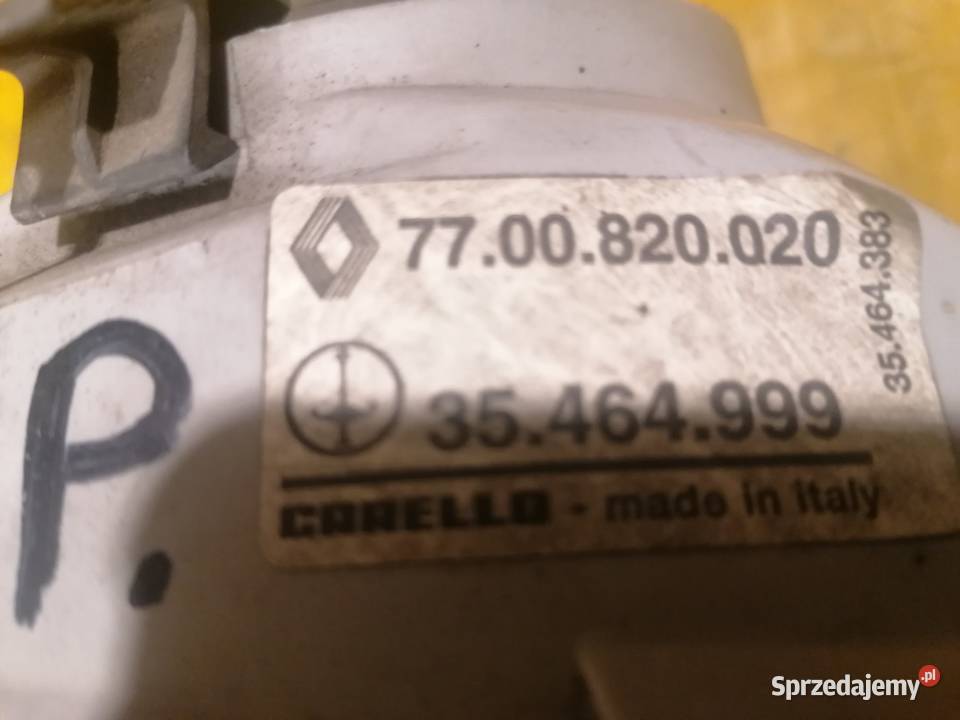 77.00.820.020
35.464.383
35.464.999
CARELLO - made in italy
P.
Sprzedajemy.pl